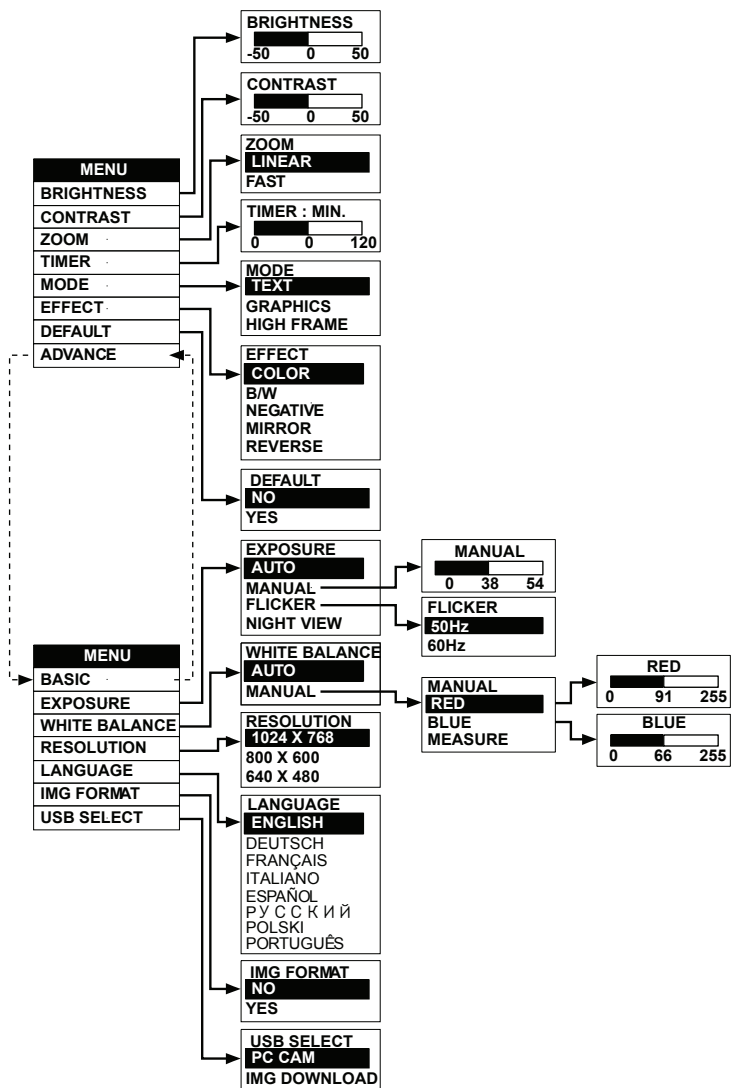 BRIGHTNESS
-50 0 50
CONTRAST
-50 0 50
ZOOM
LINEAR
FAST
TIMER : MIN.
0 0 120
MODE
TEXT
GRAPHICS
HIGH FRAME
EFFECT
COLOR
B/W
NEGATIVE
MIRROR
REVERSE
DEFAULT
NO
YES
MENU
BRIGHTNESS
CONTRAST
ZOOM
TIMER
MODE
EFFECT
DEFAULT
ADVANCE
MENU
BASIC
EXPOSURE
WHITE BALANCE
RESOLUTION
LANGUAGE
IMG FORMAT
USB SELECT
EXPOSURE
AUTO
MANUAL
FLICKER
NIGHT VIEW
MANUAL
0 38 54
FLICKER
50Hz
60Hz
WHITE BALANCE
AUTO
MANUAL
MANUAL
RED
BLUE
MEASURE
RED
0 91 255
BLUE
0 66 255
RESOLUTION
1024 X 768
800 X 600
640 X 480
LANGUAGE
ENGLISH
DEUTSCH
FRANÇAIS
ITALIANO
ESPAÑOL
РУССКИЙ
POLSKI
PORTUGUÊS
IMG FORMAT
NO
YES
USB SELECT
PC CAM
IMG DOWNLOAD